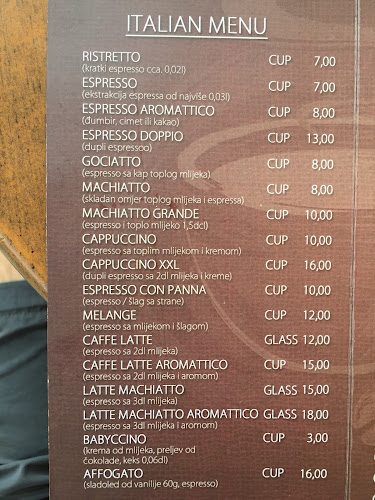 ITALIAN MENU
RISTRETTO CUP 7,00
(kratki espresso cca. 0,02l)
ESPRESSO CUP 7,00
(ekstrakcija espressa od najviše 0,03l)
ESPRESSO AROMATTICO CUP 8,00
(đumbir, cimet ili kakao)
ESPRESSO DOPPIO CUP 13,00
(dupli espressoo)
GOCIATTO CUP 8,00
(espresso sa kap toplog mlijeka)
MACHIATTO CUP 8,00
(skladan omjer toplog mlijeka i espressa)
MACHIATTO GRANDE CUP 10,00
(espresso i toplo mlijeko 1,5dcl)
CAPPUCCINO CUP 10,00
(espresso sa toplim mlijekom i kremom)
CAPPUCCINO XXL CUP 16,00
(dupli espresso sa 2dl mlijeka i kreme)
ESPRESSO CON PANNA CUP 10,00
(espresso / šlag sa strane)
MELANGE CUP 12,00
(espresso sa mlijekom i šlagom)
CAFFE LATTE GLASS 12,00
(espresso sa 2dl mlijeka)
CAFFE LATTE AROMATTICO CUP 15,00
(espresso sa 2dl mlijeka i aromom)
LATTE MACHIATTO GLASS 15,00
(espresso sa 3dl mlijeka)
LATTE MACHIATTO AROMATTICO GLASS 18,00
(espresso sa 3dl mlijeka i aromom)
BABYCCINO CUP 3,00
(krema od mlijeka, preljev od
čokolade, keks 0,06dl)
AFFOGATO CUP 16,00
(sladoled od vanilije 60g, espresso)